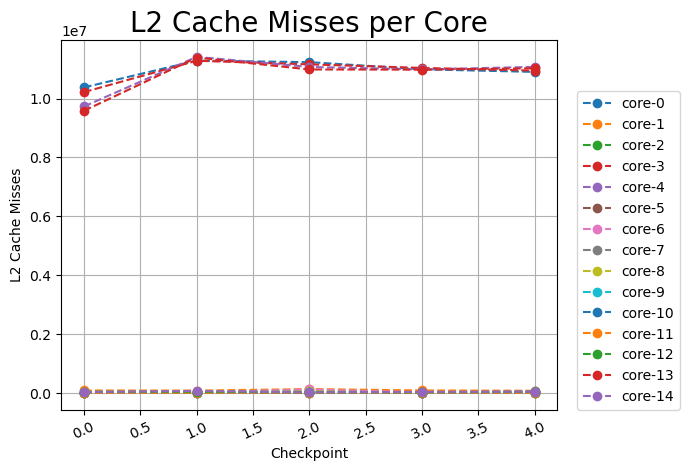 L2 Cache Misses per Core
1e7
1.0
0.8
0.6
0.4
0.2
0.0
L2 Cache Misses
0.0 0.5 1.0 1.5 2.0 2.5 3.0 3.5 4.0
Checkpoint
core-0
core-1
core-2
core-3
core-4
core-5
core-6
core-7
core-8
core-9
core-10
core-11
core-12
core-13
core-14